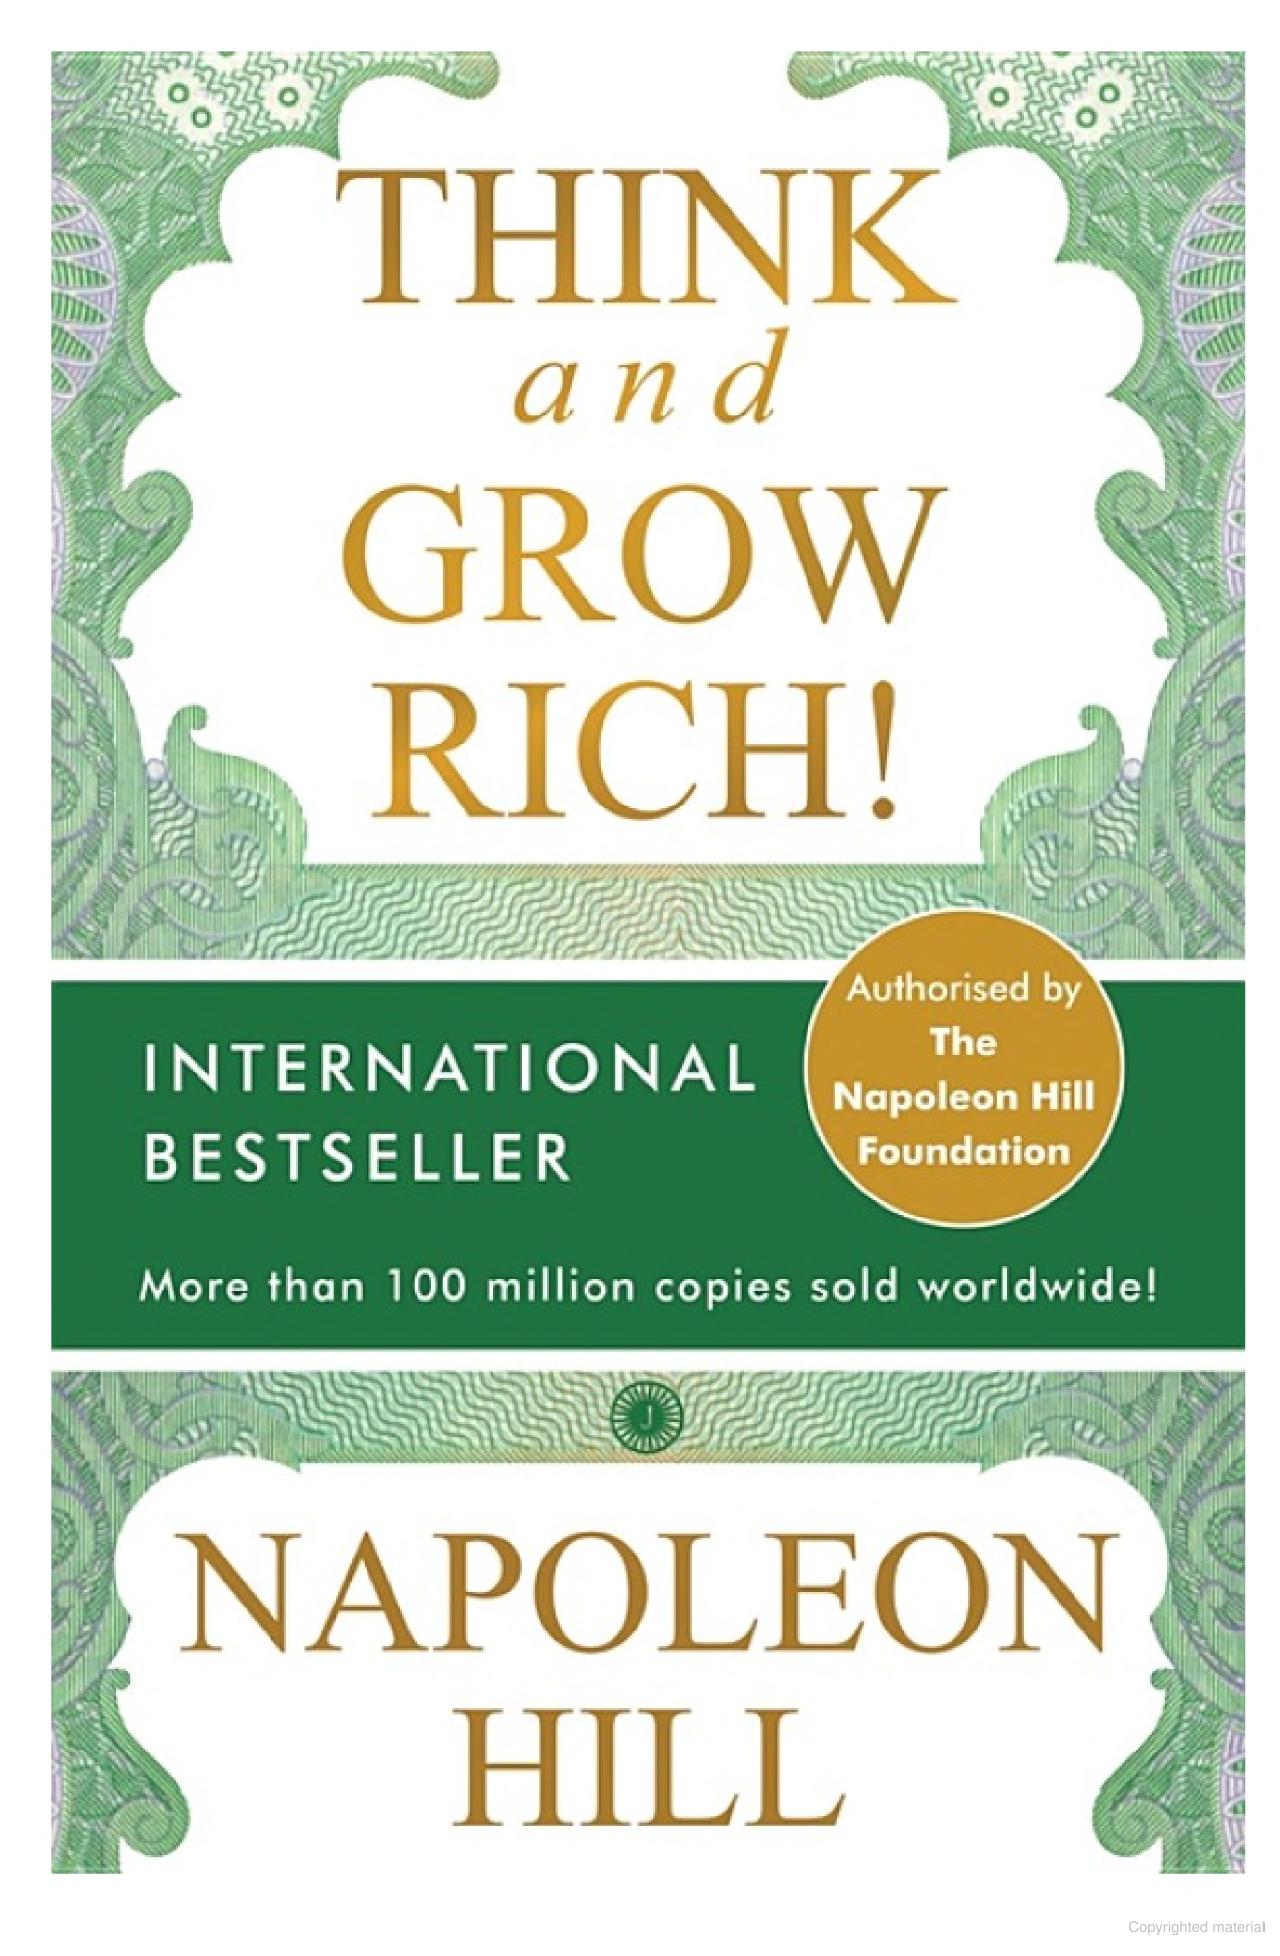 THINK
and
GROW
RICH!
Authorised by
The
Napoleon Hill
Foundation
INTERNATIONAL
BESTSELLER
More than 100 million copies sold worldwide!
J
NAPOLEON
HILL
Copyrighted material